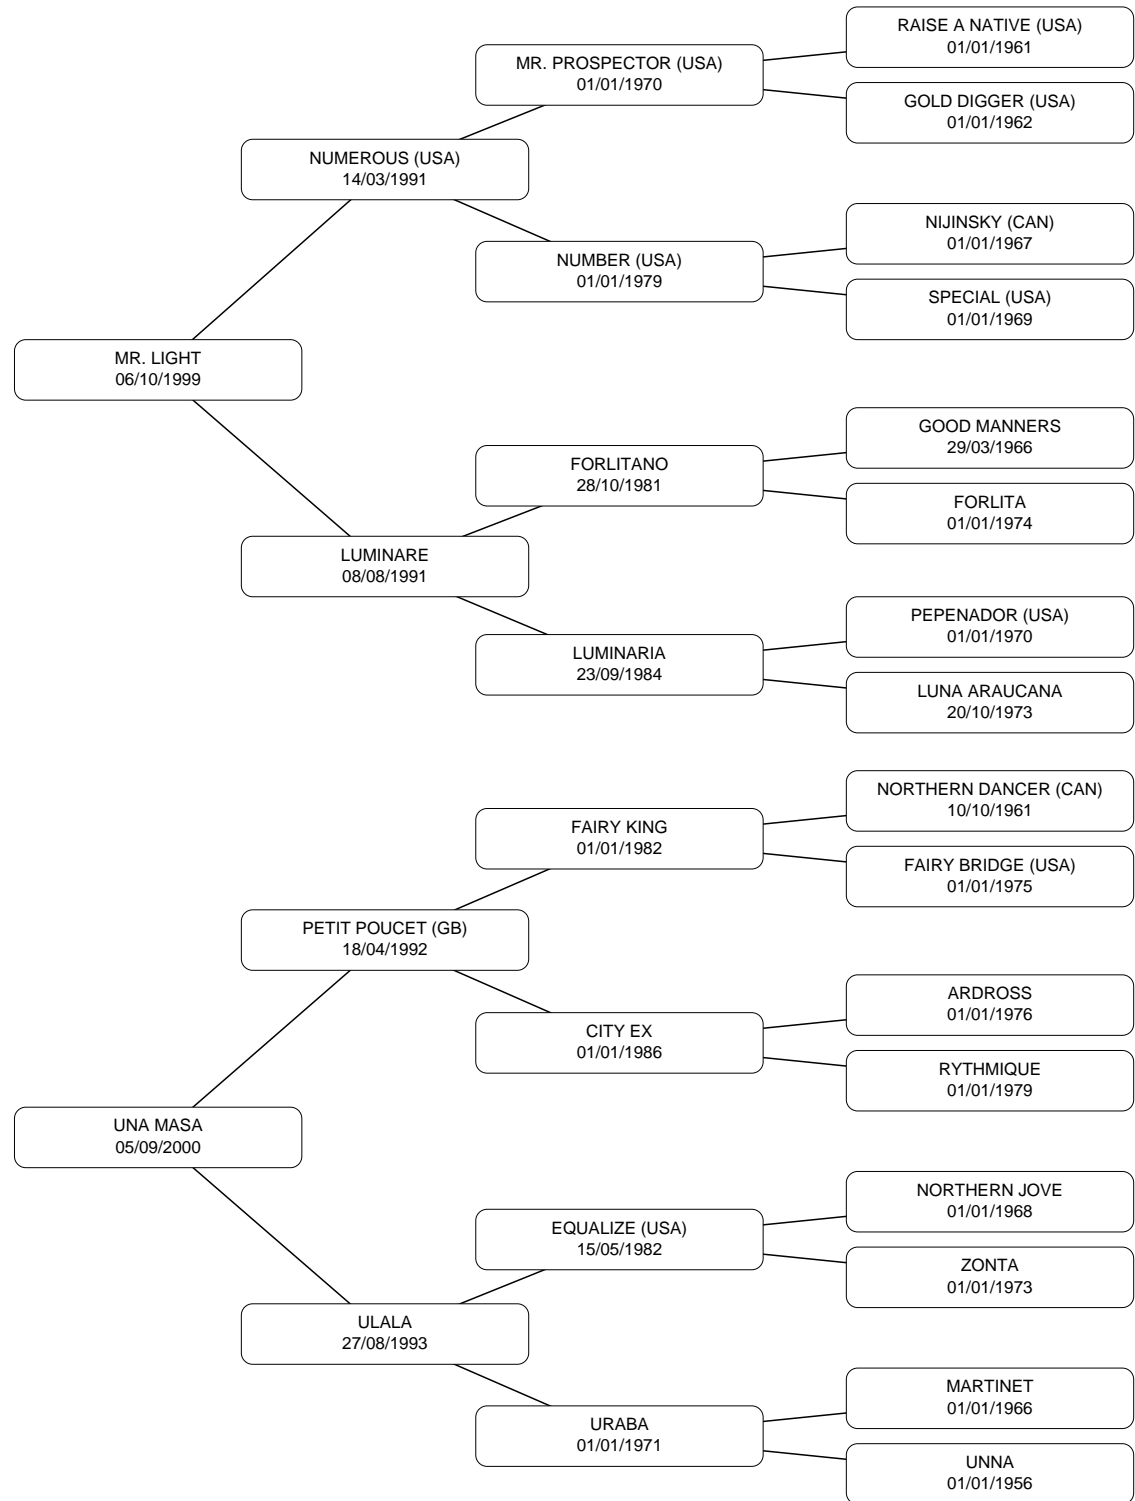 RAISE A NATIVE (USA)
01/01/1961
MR. PROSPECTOR (USA)
01/01/1970
GOLD DIGGER (USA)
01/01/1962
NUMEROUS (USA)
14/03/1991
NIJINSKY (CAN)
01/01/1967
NUMBER (USA)
01/01/1979
SPECIAL (USA)
01/01/1969
MR. LIGHT
06/10/1999
GOOD MANNERS
29/03/1966
FORLITANO
28/10/1981
FORLITA
01/01/1974
LUMINARE
08/08/1991
PEPENADOR (USA)
01/01/1970
LUMINARIA
23/09/1984
LUNA ARAUCANA
20/10/1973
NORTHERN DANCER (CAN)
10/10/1961
FAIRY KING
01/01/1982
FAIRY BRIDGE (USA)
01/01/1975
PETIT POUCET (GB)
18/04/1992
ARDROSS
01/01/1976
CITY EX
01/01/1986
RYTHMIQUE
01/01/1979
UNA MASA
05/09/2000
NORTHERN JOVE
01/01/1968
EQUALIZE (USA)
15/05/1982
ZONTA
01/01/1973
ULALA
27/08/1993
MARTINET
01/01/1966
URABA
01/01/1971
UNNA
01/01/1956